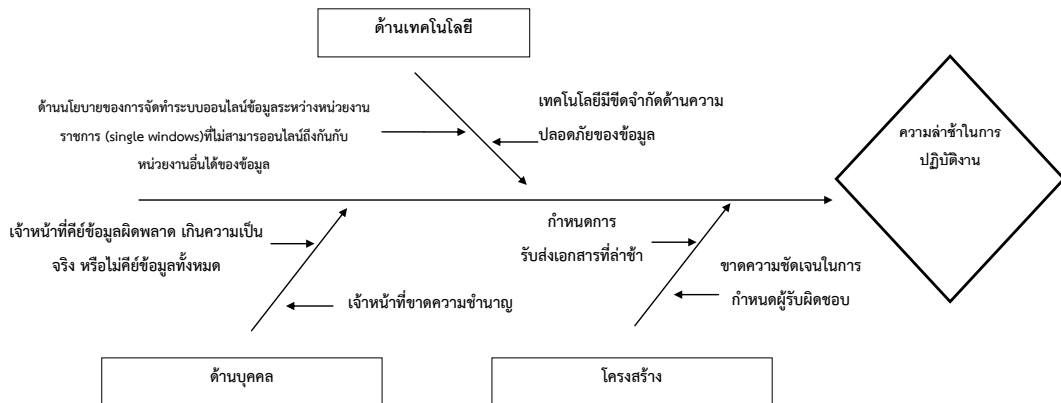 ด้านเทคโนโลยี
ด้านนโยบายของการจัดทำระบบออนไลน์ข้อมูลระหว่างหน่วยงาน
ราชการ (single windows)ที่ไม่สามารออนไลน์ถึงกันกับ
หน่วยงานอื่นได้ของข้อมูล
เทคโนโลยีมีขีดจำกัดด้านความ
ปลอดภัยของข้อมูล
ความล่าช้าในการ
ปฏิบัติงาน
เจ้าหน้าที่คีย์ข้อมูลผิดพลาด เกินความเป็น
จริง หรือไม่คีย์ข้อมูลทั้งหมด
กำหนดการ
รับส่งเอกสารที่ล่าช้า
เจ้าหน้าที่ขาดความชำนาญ
ขาดความชัดเจนในการ
กำหนดผู้รับผิดชอบ
ด้านบุคคล
โครงสร้าง